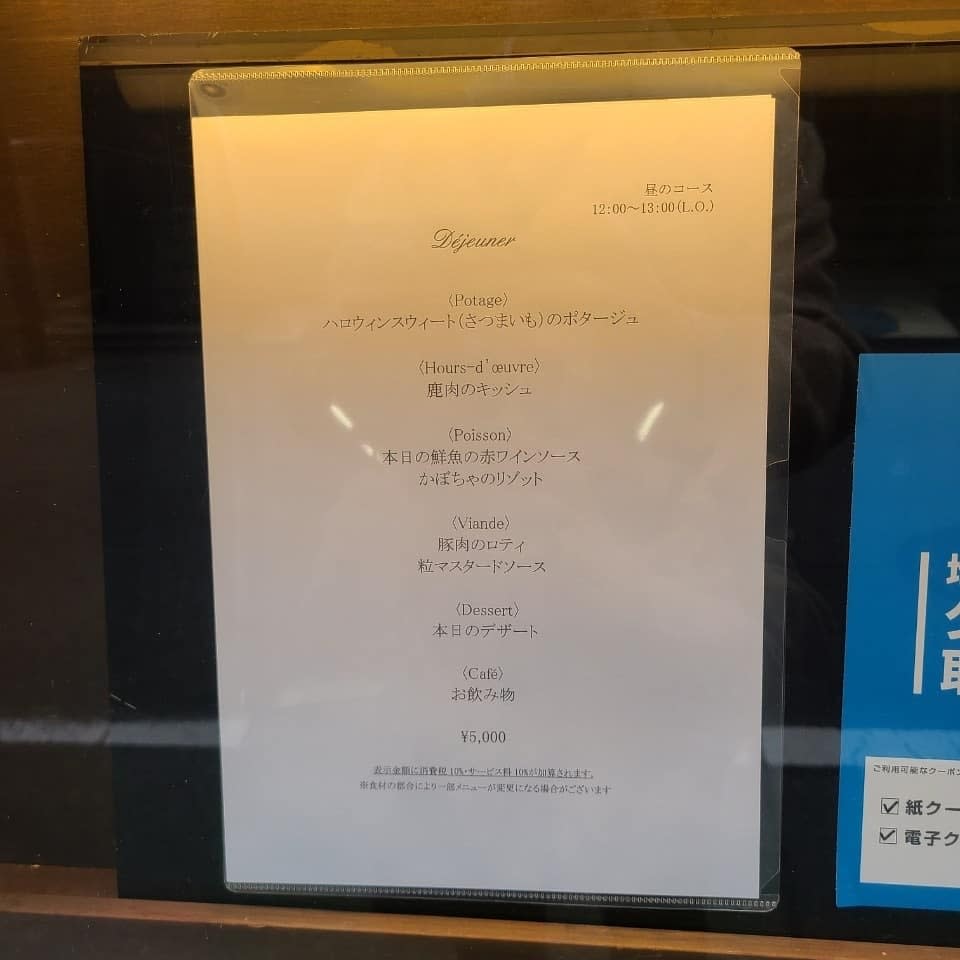 昼のコース
12:00～13:00(L.O.)
Déjeuner
〈Potage〉
ハロウィンスウィート(さつまいも)のポタージュ
〈Hours-d'œuvre〉
鹿肉のキッシュ
〈Poisson〉
本日の鮮魚の赤ワインソース
かぼちゃのリゾット
〈Viande〉
豚肉のロティ
粒マスタードソース
〈Dessert〉
本日のデザート
〈Café〉
お飲み物
¥5,000
表示金額に消費税10%・サービス料10%が加算されます。
※食材の都合により一部メニューが変更になる場合がございます
ご利用可能なクーポン
紙クー
電子ク